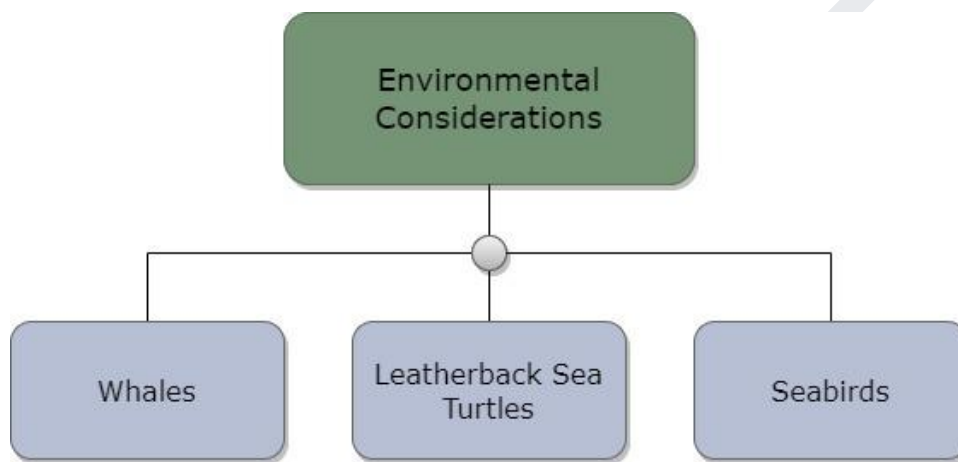 Environmental
Considerations
Whales
Leatherback Sea
Turtles
Seabirds